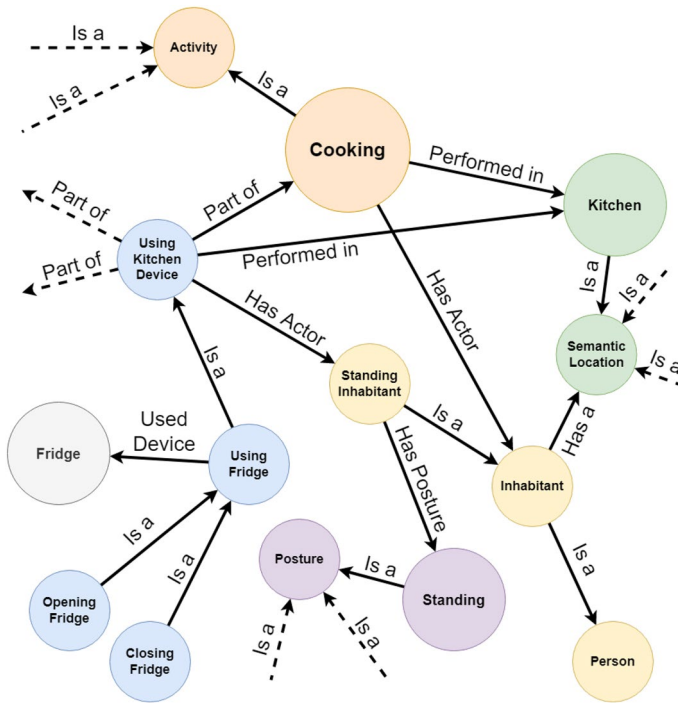 Is a
Activity
Is a
Is a
Cooking
Performed in
Kitchen
Part of
Part of
Using
Kitchen
Device
Part of
Performed in
Is a
Is a
Has Actor
Has Actor
Semantic
Location
Is a
Is a
Standing
Inhabitant
Is a
Has a
Used
Device
Fridge
Using
Fridge
Has Posture
Inhabitant
Is a
Is a
Posture
Is a
Standing
Is a
Opening
Fridge
Closing
Fridge
Is a
Is a
Person